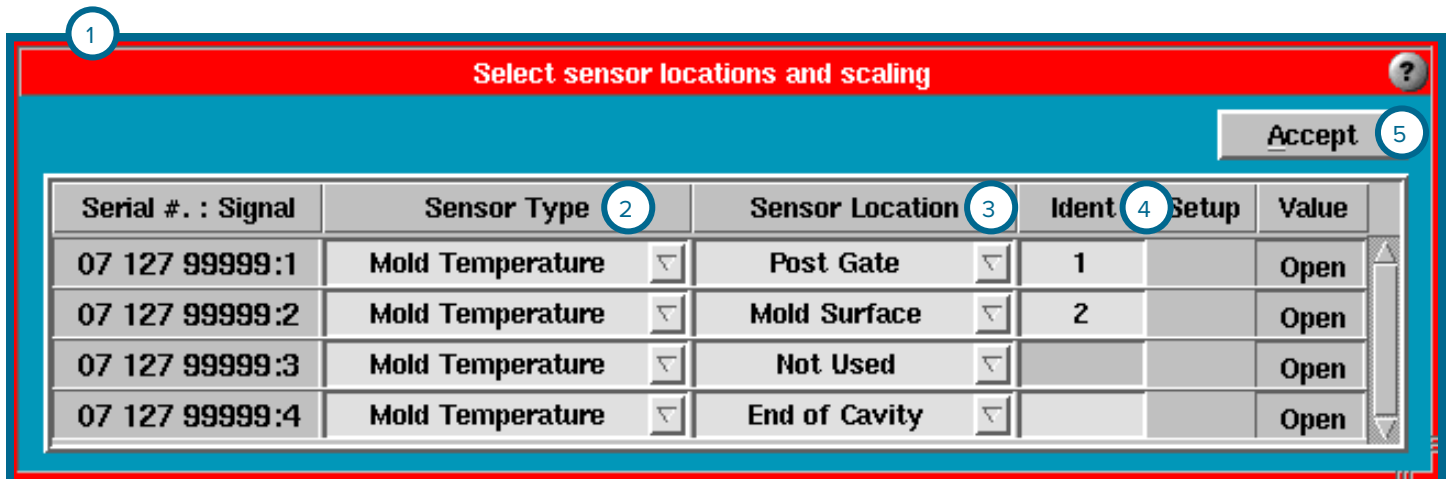 1
Select sensor locations and scaling ?
Accept 5
Serial #. : Signal Sensor Type 2 Sensor Location 3 Ident 4 Setup Value
07 127 99999:1 Mold Temperature Post Gate 1 Open
07 127 99999:2 Mold Temperature Mold Surface 2 Open
07 127 99999:3 Mold Temperature Not Used Open
07 127 99999:4 Mold Temperature End of Cavity Open